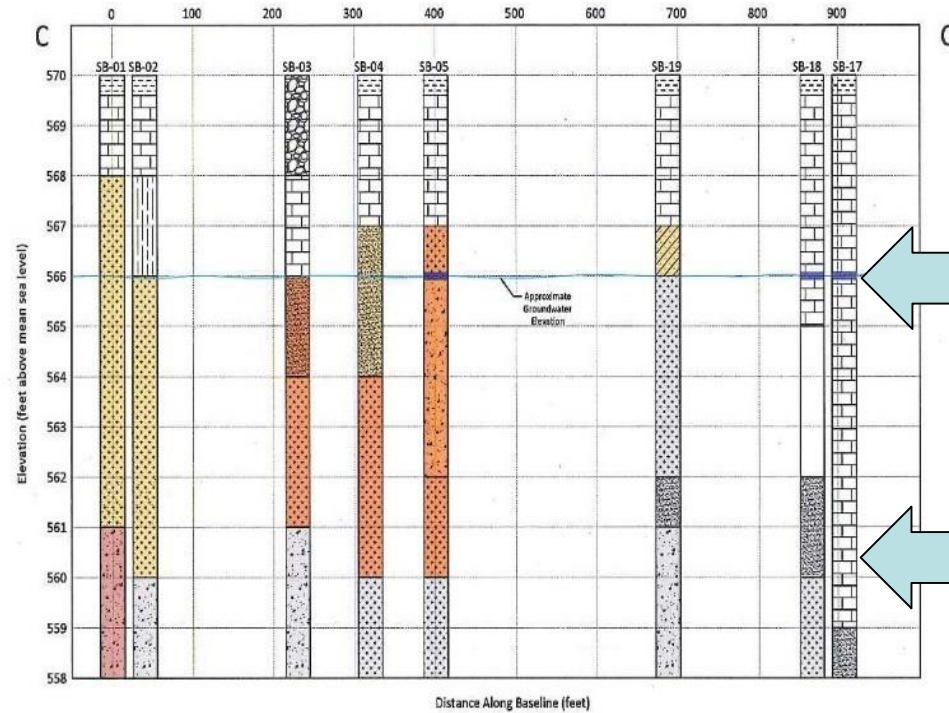 0 100 200 300 400 500 600 700 800 900
C C
SB-01 SB-02 SB-03 SB-04 SB-05 SB-19 SB-18 SB-17
570
569
568
567
566
565
564
563
562
561
560
559
558
Elevation (feet above mean sea level)
Approximate
Groundwater
Elevation
Distance Along Baseline (feet)